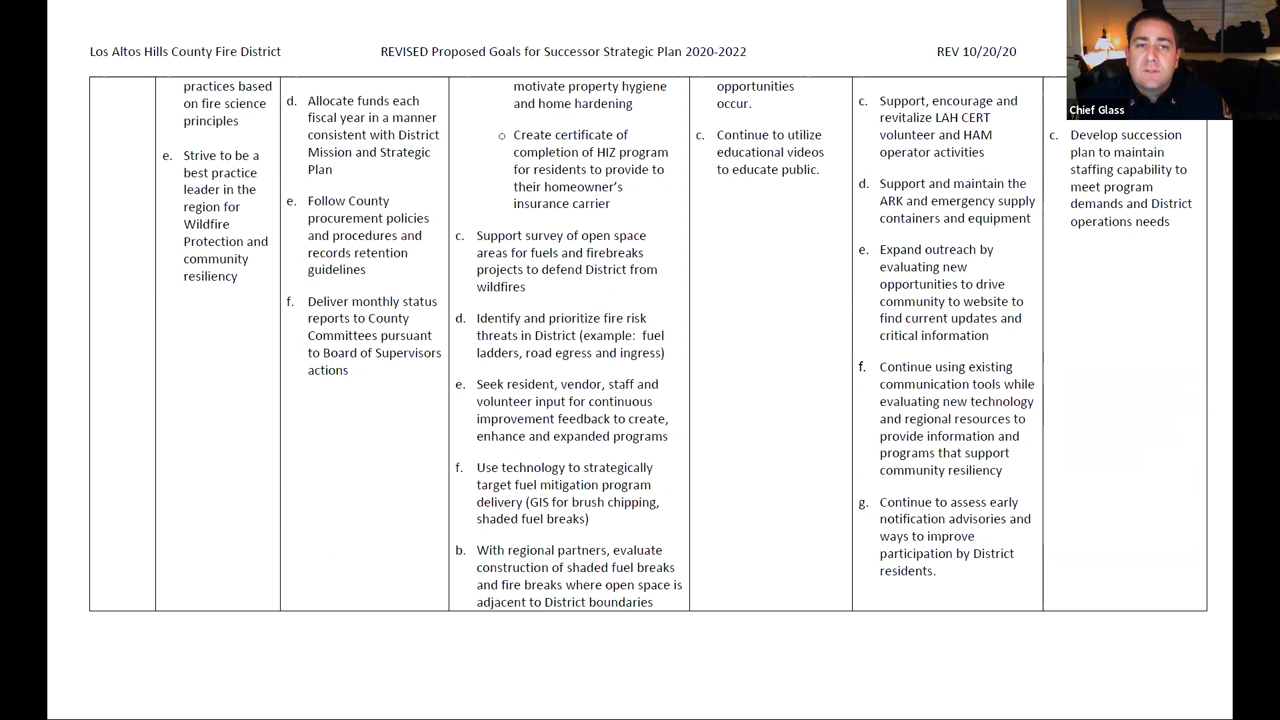 Los Altos Hills County Fire District
REVISED Proposed Goals for Successor Strategic Plan 2020-2022
REV 10/20/20
Chief Glass
practices based
on fire science
principles
e. Strive to be a
best practice
leader in the
region for
Wildfire
Protection and
community
resiliency
d. Allocate funds each
fiscal year in a manner
consistent with District
Mission and Strategic
Plan
e. Follow County
procurement policies
and procedures and
records retention
guidelines
f. Deliver monthly status
reports to County
Committees pursuant
to Board of Supervisors
actions
motivate property hygiene
and home hardening
o Create certificate of
completion of HIZ program
for residents to provide to
their homeowner’s
insurance carrier
c. Support survey of open space
areas for fuels and firebreaks
projects to defend District from
wildfires
d. Identify and prioritize fire risk
threats in District (example: fuel
ladders, road egress and ingress)
e. Seek resident, vendor, staff and
volunteer input for continuous
improvement feedback to create,
enhance and expanded programs
f. Use technology to strategically
target fuel mitigation program
delivery (GIS for brush chipping,
shaded fuel breaks)
b. With regional partners, evaluate
construction of shaded fuel breaks
and fire breaks where open space is
adjacent to District boundaries
opportunities
occur.
c. Continue to utilize
educational videos
to educate public.
c. Support, encourage and
revitalize LAH CERT
volunteer and HAM
operator activities
d. Support and maintain the
ARK and emergency supply
containers and equipment
e. Expand outreach by
evaluating new
opportunities to drive
community to website to
find current updates and
critical information
f. Continue using existing
communication tools while
evaluating new technology
and regional resources to
provide information and
programs that support
community resiliency
g. Continue to assess early
notification advisories and
ways to improve
participation by District
residents.
c. Develop succession
plan to maintain
staffing capability to
meet program
demands and District
operations needs